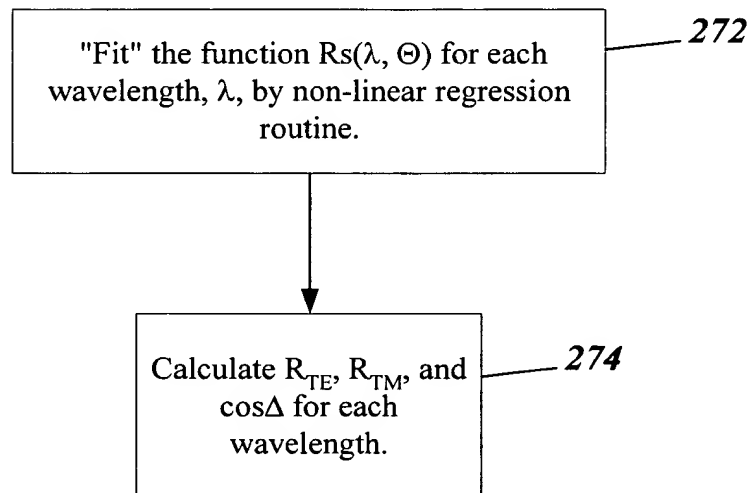 "Fit" the function Rs(λ, Θ) for each
wavelength, λ, by non-linear regression
routine.
272
Calculate R_TE, R_TM, and
cosΔ for each
wavelength.
274